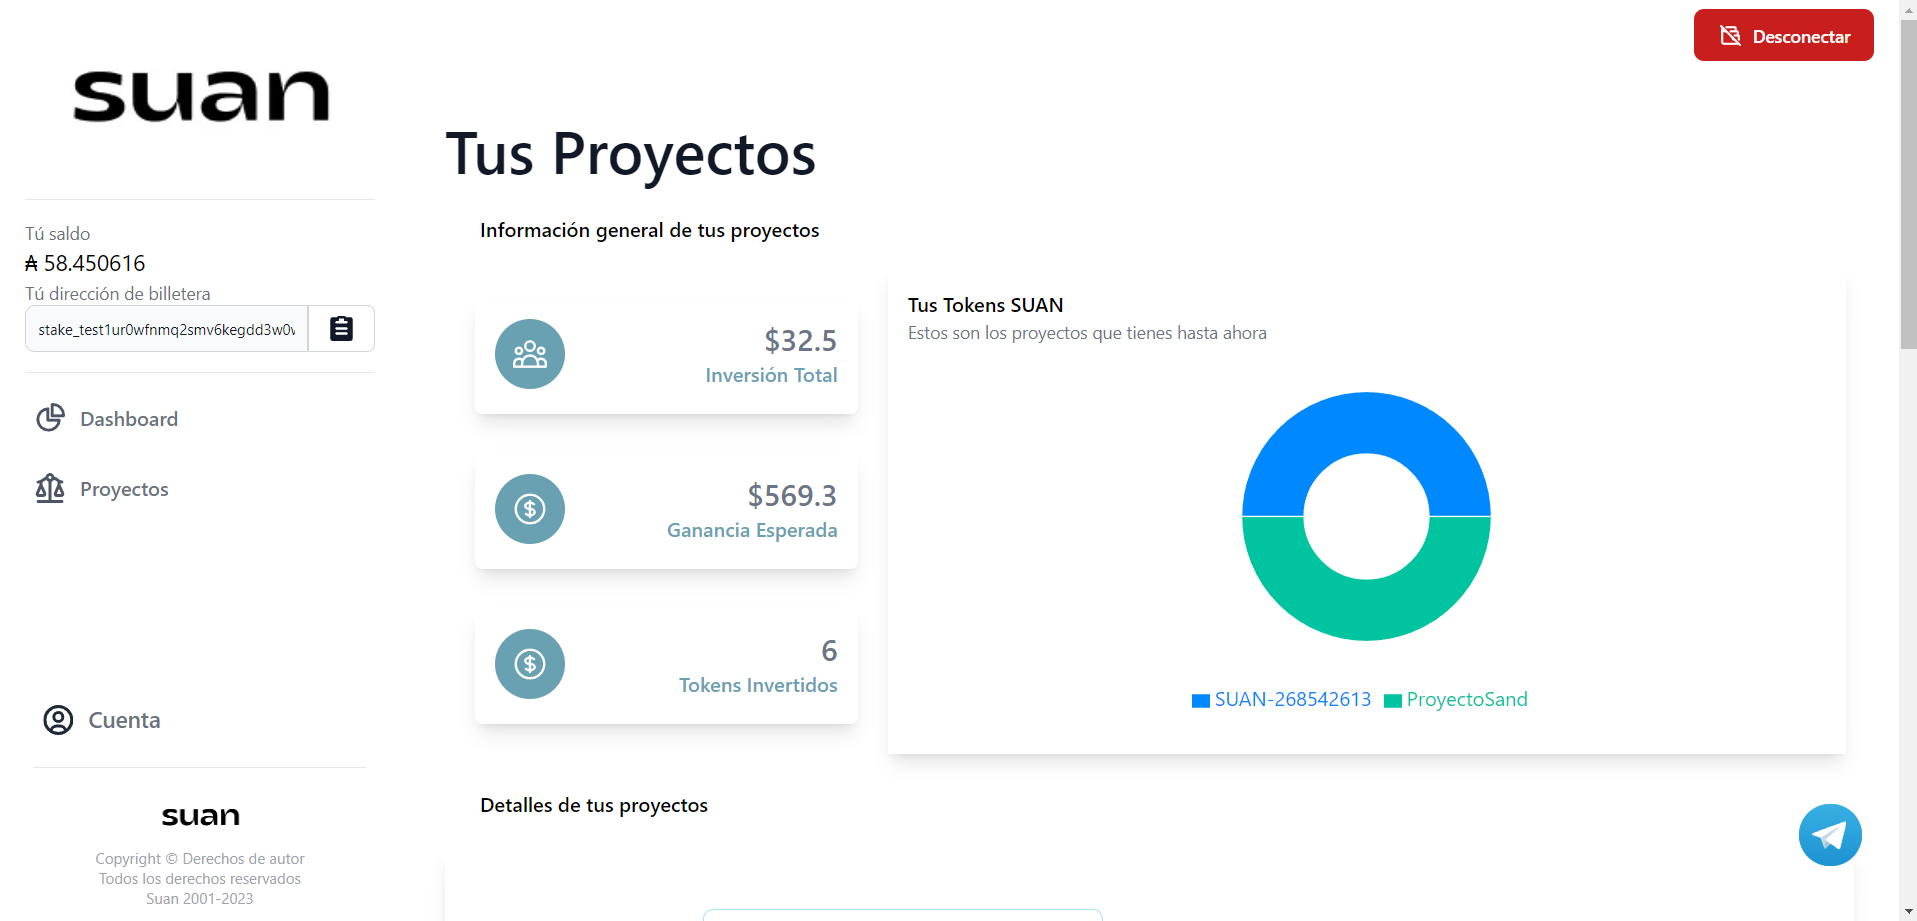 suan
Tú saldo
₳ 58.450616
Tú dirección de billetera
stake_test1ur0wfnmq2smv6kegdd3w0
Dashboard
Proyectos
Cuenta
suan
Copyright © Derechos de autor
Todos los derechos reservados
Suan 2001-2023
Desconectar
Tus Proyectos
Información general de tus proyectos
$32.5
Inversión Total
$569.3
Ganancia Esperada
6
Tokens Invertidos
Tus Tokens SUAN
Estos son los proyectos que tienes hasta ahora
SUAN-268542613 ProyectoSand
Detalles de tus proyectos